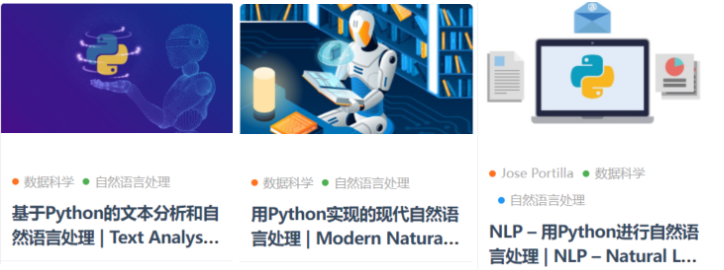 数据科学 自然语言处理
基于Python的文本分析和自
然语言处理 | Text Analys...
数据科学 自然语言处理
用Python实现的现代自然语
言处理 | Modern Natura...
Jose Portilla 数据科学
自然语言处理
NLP – 用Python进行自然语
言处理 | NLP – Natural L...